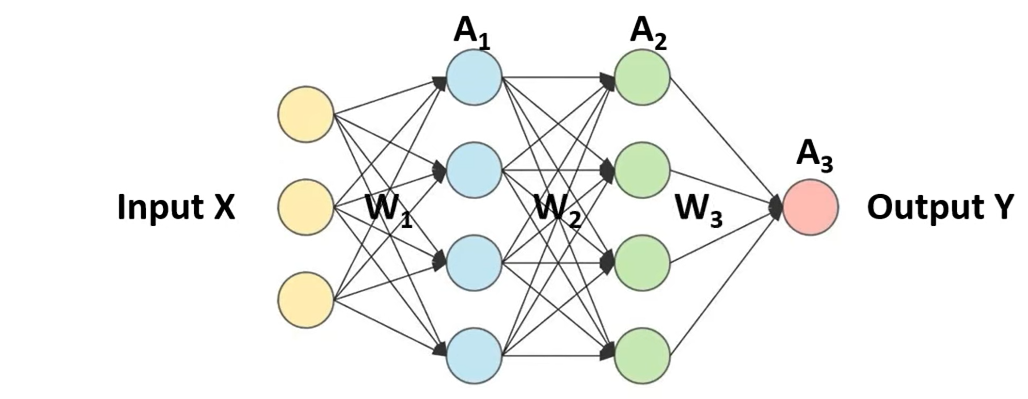 A₁
A₂
A₃
Input X
W₁
W₂
W₃
Output Y